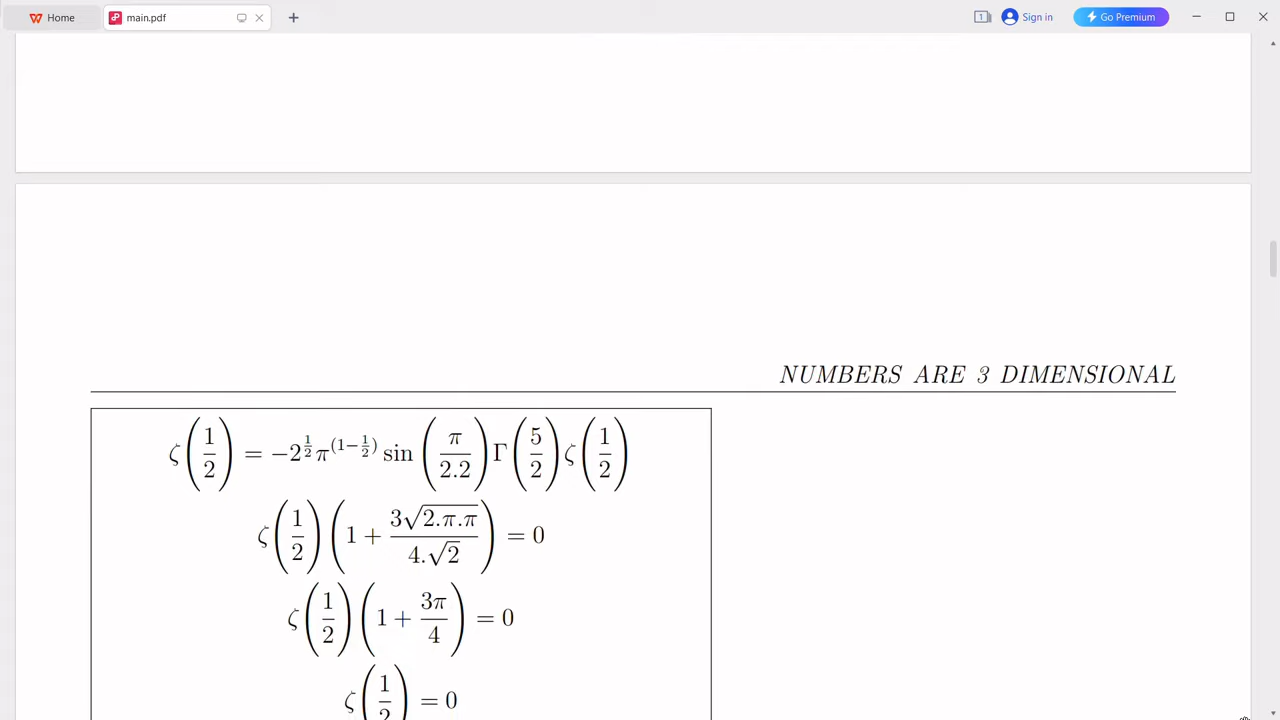 Home
main.pdf
1
Sign in
Go Premium
NUMBERS ARE 3 DIMENSIONAL
ζ(1/2) = −2^{1/2} π^{(1−1/2)} sin(π/2.2) Γ(5/2) ζ(1/2)
ζ(1/2) (1 + 3√(2.π.π)/4.√2) = 0
ζ(1/2) (1 + 3π/4) = 0
ζ(1/2) = 0